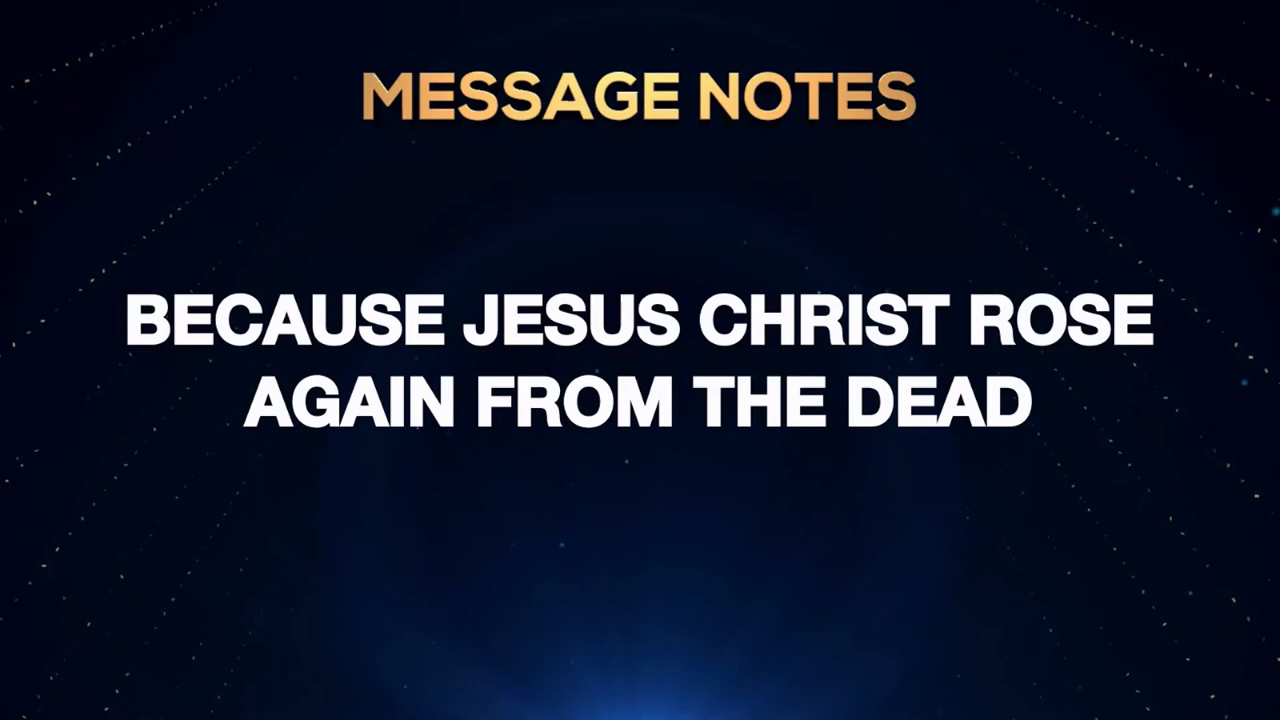 MESSAGE NOTES
BECAUSE JESUS CHRIST ROSE
AGAIN FROM THE DEAD